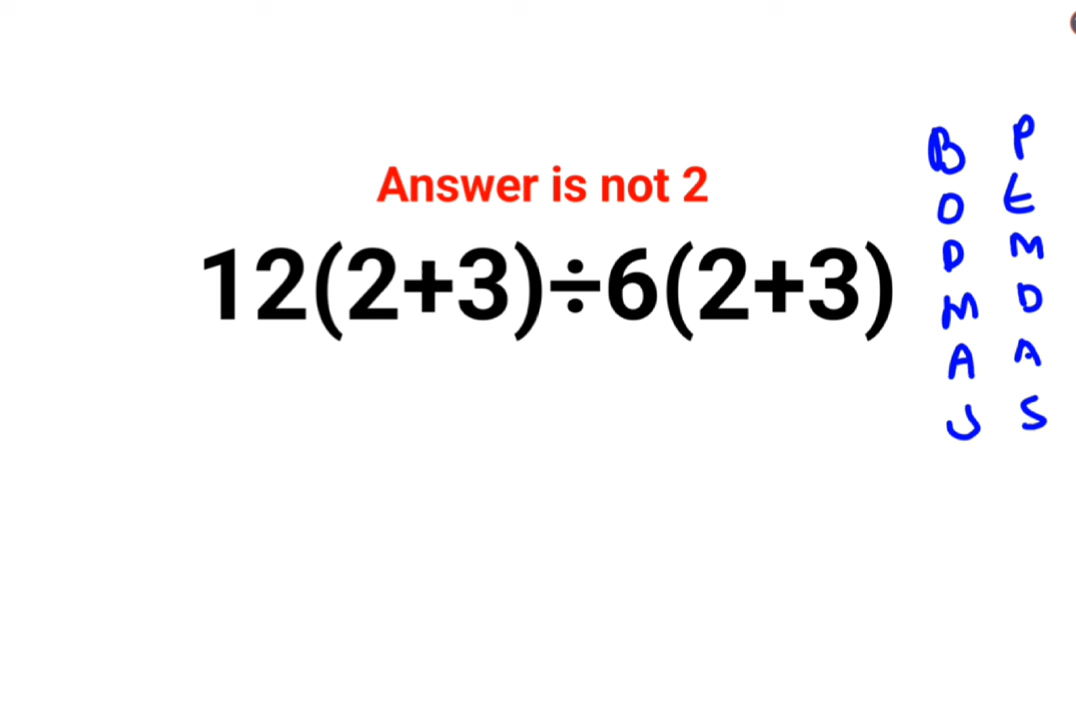 Answer is not 2
12(2+3)÷6(2+3)
B P
O E
D M
M D
A A
S S